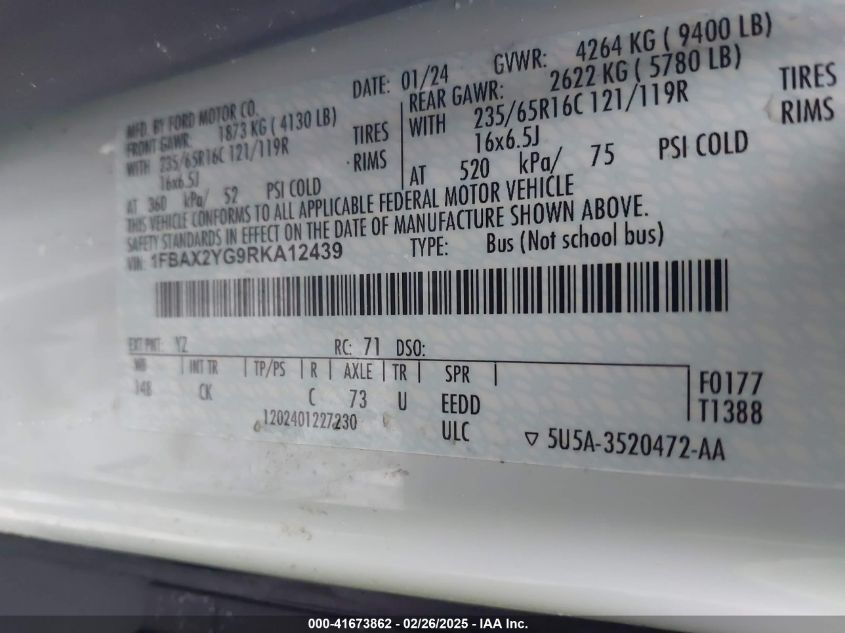 MFD. BY FORD MOTOR CO. DATE: 01/24 GVWR: 4264 KG ( 9400 LB)
FRONT GAWR: 1873 KG ( 4130 LB) REAR GAWR: 2622 KG ( 5780 LB)
WITH 235/65R16C 121/119R TIRES WITH 235/65R16C 121/119R TIRES
16x6.5J RIMS 16x6.5J RIMS
AT 360 kPa/ 52 PSI COLD AT 520 kPa/ 75 PSI COLD
THIS VEHICLE CONFORMS TO ALL APPLICABLE FEDERAL MOTOR VEHICLE
SAFETY STANDARDS IN EFFECT ON THE DATE OF MANUFACTURE SHOWN ABOVE.
VIN: 1FBAX2YG9RKA12439 TYPE: Bus (Not school bus)
EXT PNT: YZ RC: 71 DSO:
WB INT TR TP/PS R AXLE TR SPR
148 CK C 73 U EEDD F0177
1202401227230 ULC T1388
▽ 5U5A-3520472-AA
000-41673862 - 02/26/2025 - IAA Inc.